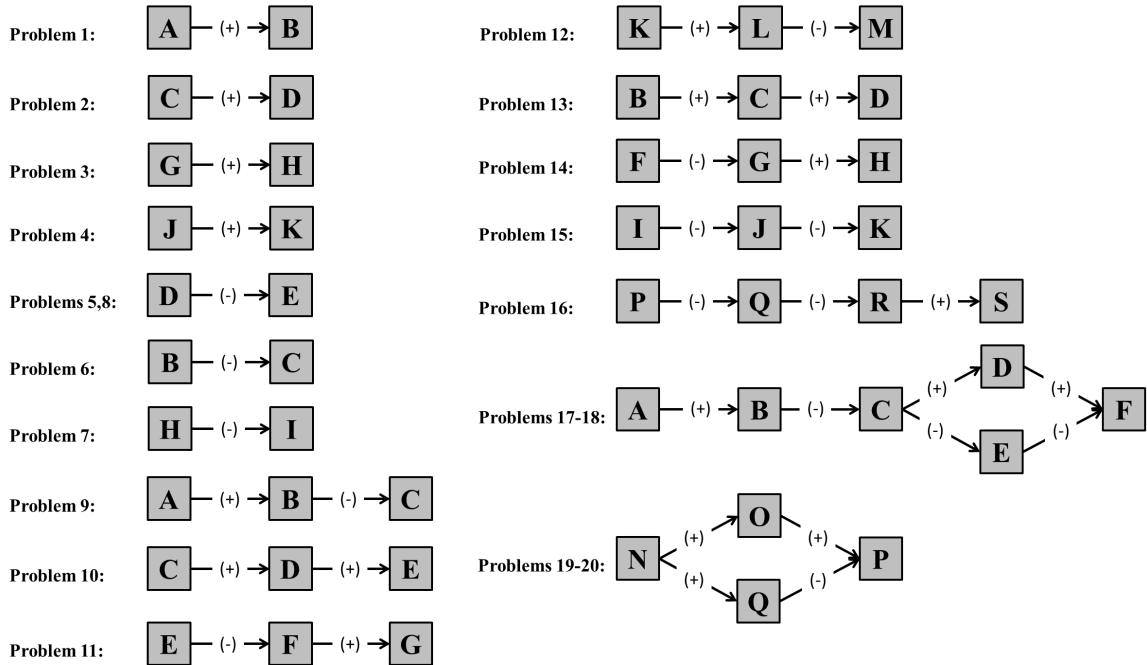 Problem 1: A (+) B
Problem 2: C (+) D
Problem 3: G (+) H
Problem 4: J (+) K
Problems 5,8: D (-) E
Problem 6: B (-) C
Problem 7: H (-) I
Problem 9: A (+) B (-) C
Problem 10: C (+) D (+) E
Problem 11: E (-) F (+) G
Problem 12: K (+) L (-) M
Problem 13: B (+) C (+) D
Problem 14: F (-) G (+) H
Problem 15: I (-) J (-) K
Problem 16: P (-) Q (-) R (+) S
D
(+) (+)
Problems 17-18: A (+) B (-) C F
(-) (-)
E
O
(+) (+)
Problems 19-20: N P
(+) (-)
Q